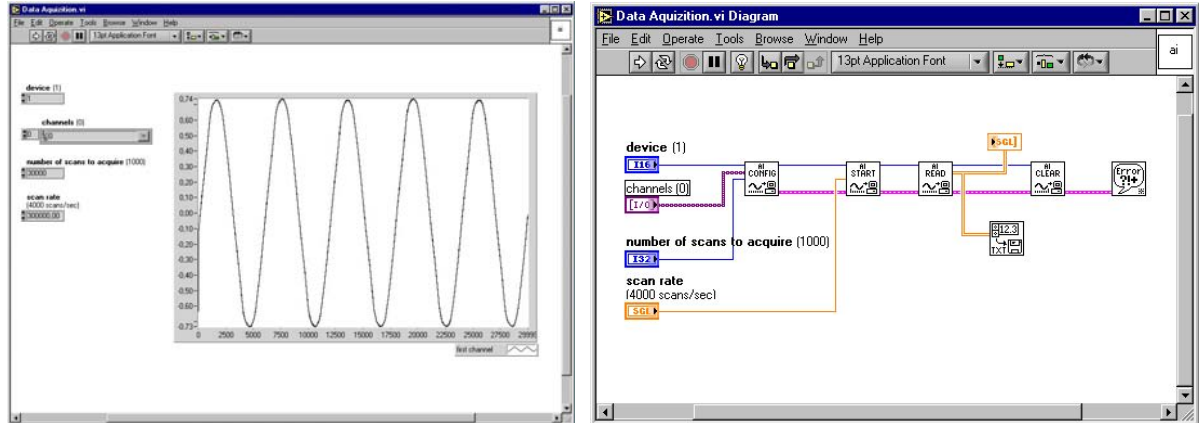 Data Aquizition.vi
File Edit Operate Tools Browse Window Help
13pt Application Font
ai
device (1)
1
channels (0)
0
number of scans to acquire (1000)
30000
scan rate
(4000 scans/sec)
300000,00
0,74
0,60
0,50
0,40
0,30
0,20
0,10
0,00
-0,10
-0,20
-0,30
-0,40
-0,50
-0,60
-0,73
0 2500 5000 7500 10000 12500 15000 17500 20000 22500 25000 27500 29999
first channel
Data Aquizition.vi Diagram
File Edit Operate Tools Browse Window Help
13pt Application Font
ai
device (1)
I16
channels (0)
[I/0]
number of scans to acquire (1000)
I32
scan rate
(4000 scans/sec)
SGL
AI CONFIG
AI START
AI READ
AI CLEAR
[SGL]
Error
?!+
12.3
TXT